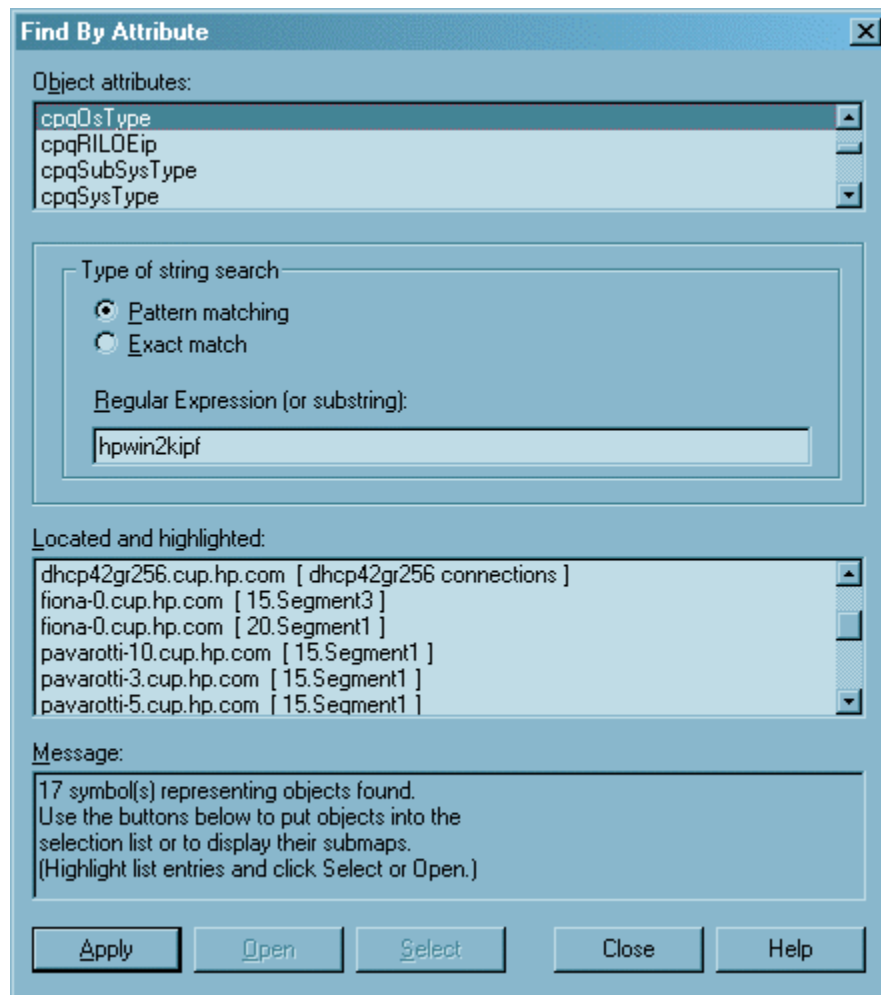 Find By Attribute
Object attributes:
cpqOsType
cpqRILOEip
cpqSubSysType
cpqSysType
Type of string search
Pattern matching
Exact match
Regular Expression (or substring):
hpwin2kipf
Located and highlighted:
dhcp42gr256.cup.hp.com [ dhcp42gr256 connections ]
fiona-0.cup.hp.com [ 15.Segment3 ]
fiona-0.cup.hp.com [ 20.Segment1 ]
pavarotti-10.cup.hp.com [ 15.Segment1 ]
pavarotti-3.cup.hp.com [ 15.Segment1 ]
pavarotti-5.cup.hp.com [ 15.Segment1 ]
Message:
17 symbol(s) representing objects found.
Use the buttons below to put objects into the
selection list or to display their submaps.
(Highlight list entries and click Select or Open.)
Apply Open Select Close Help